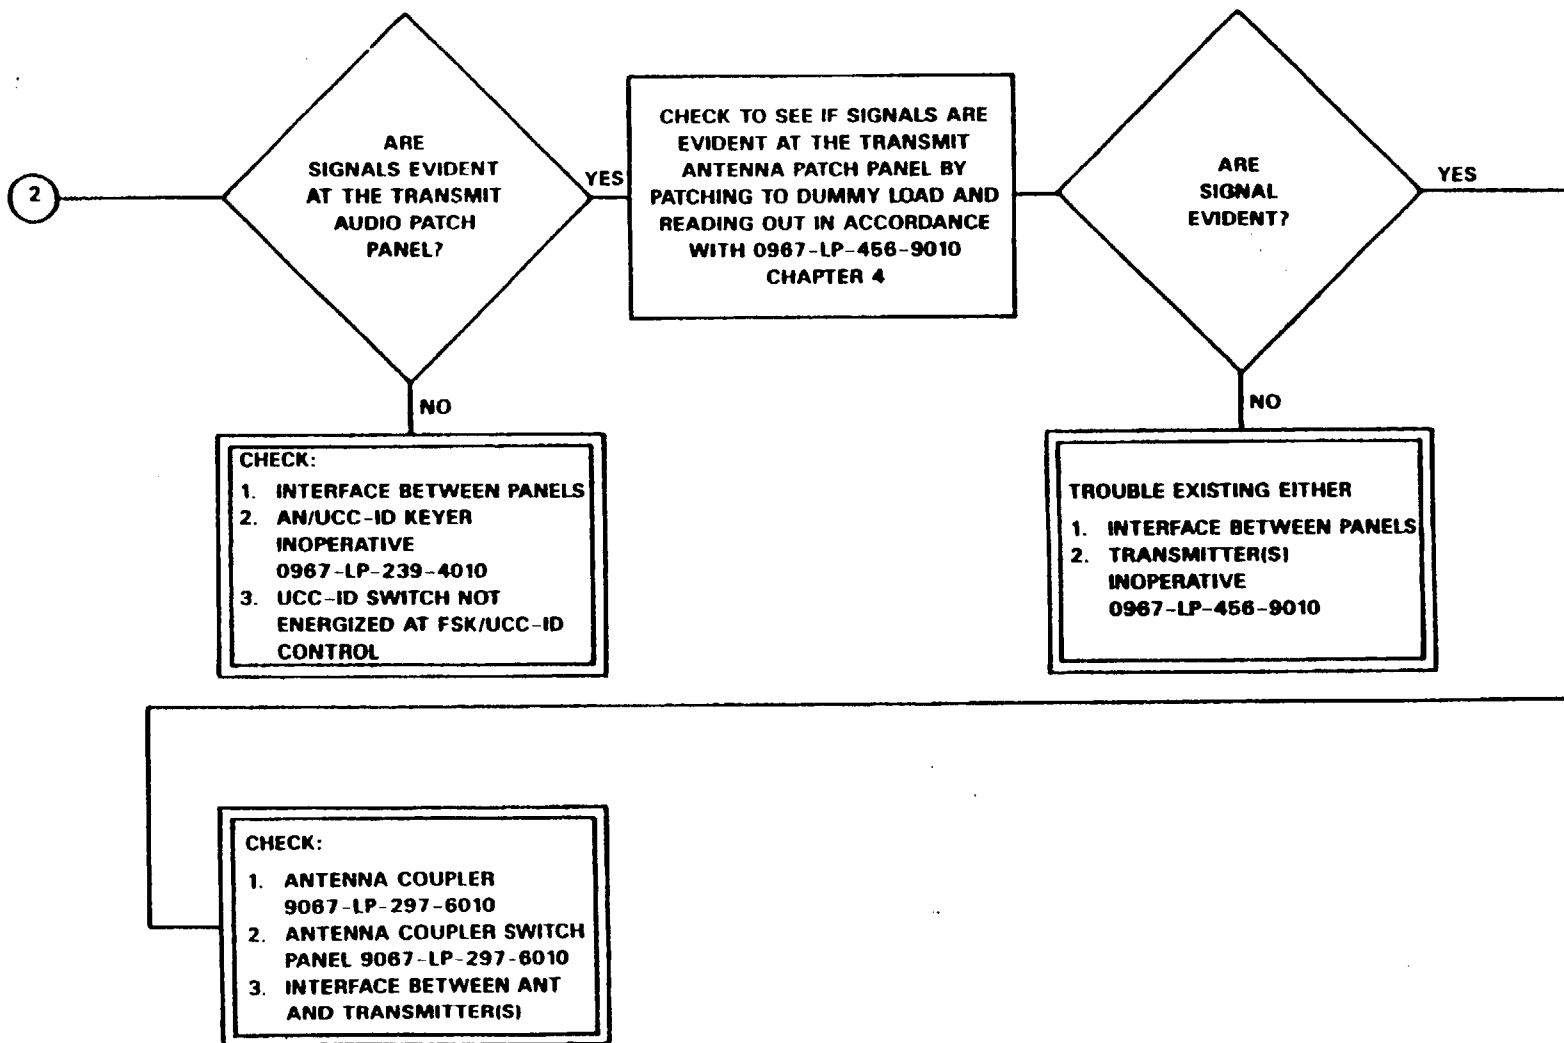 2
ARE
SIGNALS EVIDENT
AT THE TRANSMIT
AUDIO PATCH
PANEL?
YES
CHECK TO SEE IF SIGNALS ARE
EVIDENT AT THE TRANSMIT
ANTENNA PATCH PANEL BY
PATCHING TO DUMMY LOAD AND
READING OUT IN ACCORDANCE
WITH 0967-LP-456-9010
CHAPTER 4
ARE
SIGNAL
EVIDENT?
YES
NO
CHECK:
1. INTERFACE BETWEEN PANELS
2. AN/UCC-ID KEYER
INOPERATIVE
0967-LP-239-4010
3. UCC-ID SWITCH NOT
ENERGIZED AT FSK/UCC-ID
CONTROL
NO
TROUBLE EXISTING EITHER
1. INTERFACE BETWEEN PANELS
2. TRANSMITTER(S)
INOPERATIVE
0967-LP-456-9010
CHECK:
1. ANTENNA COUPLER
9067-LP-297-6010
2. ANTENNA COUPLER SWITCH
PANEL 9067-LP-297-6010
3. INTERFACE BETWEEN ANT
AND TRANSMITTER(S)